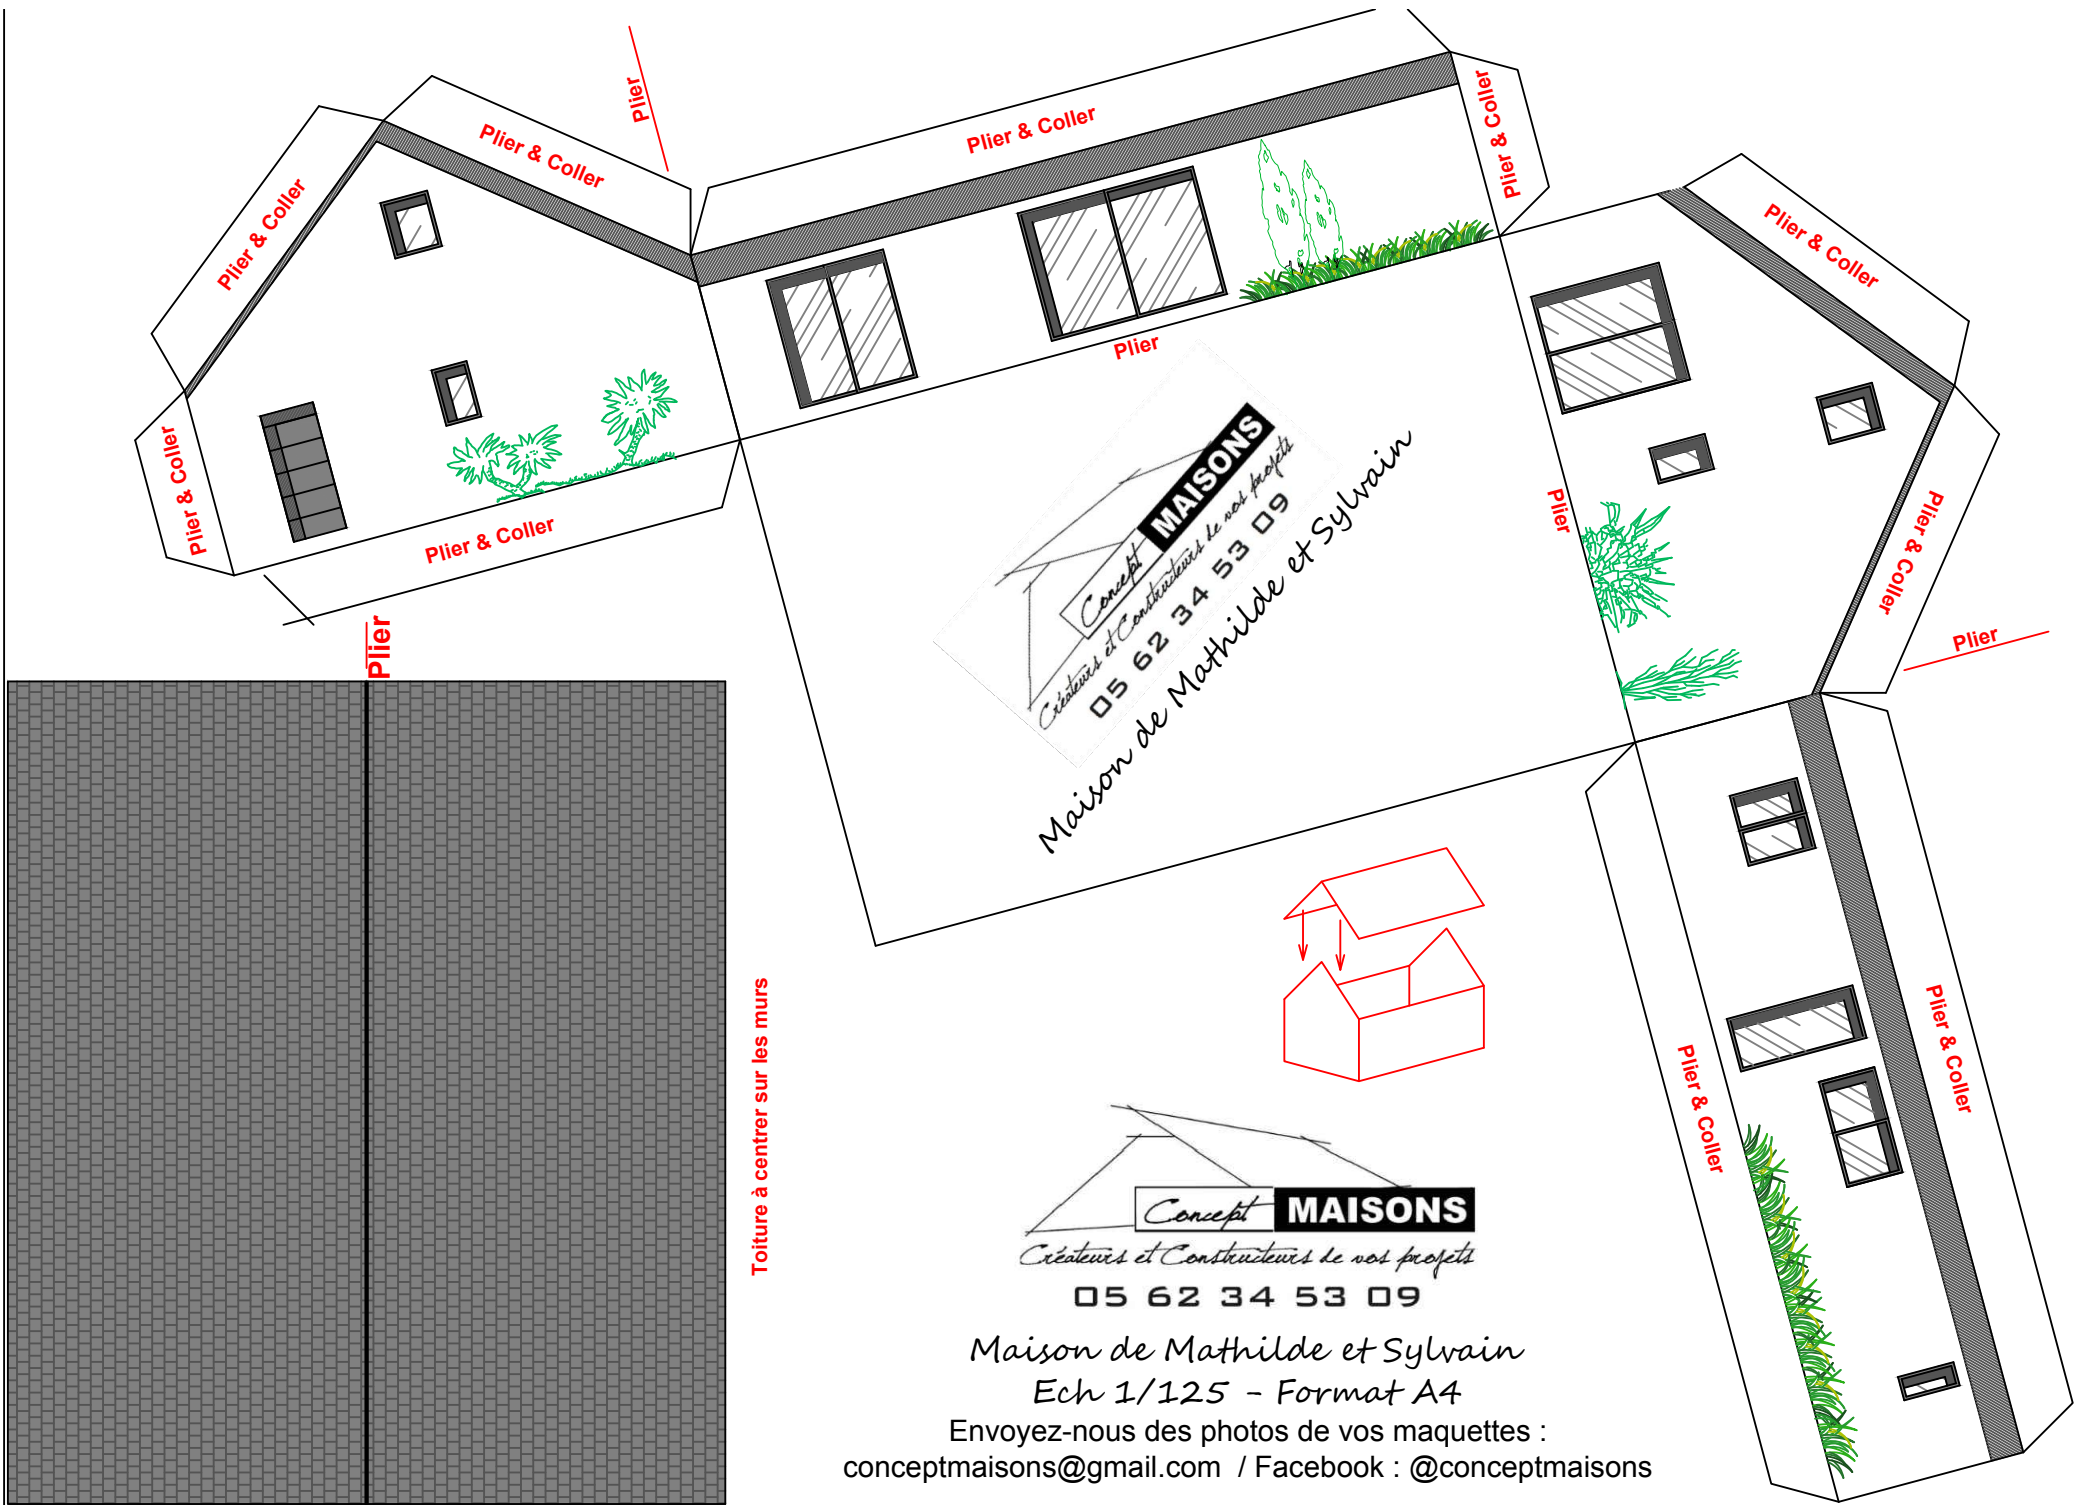 Plier
Plier & Coller
Plier & Coller
Plier & Coller
Plier & Coller
Plier & Coller
Plier & Coller
Plier & Coller
Plier & Coller
Plier
Plier
Plier
Plier
Plier & Coller
Plier & Coller
Plier & Coller
Concept MAISONS
Créateurs et Constructeurs de vos projets
05 62 34 53 09
Maison de Mathilde et Sylvain
Toiture à centrer sur les murs
Concept MAISONS
Créateurs et Constructeurs de vos projets
05 62 34 53 09
Maison de Mathilde et Sylvain
Ech 1/125 - Format A4
Envoyez-nous des photos de vos maquettes :
conceptmaisons@gmail.com / Facebook : @conceptmaisons